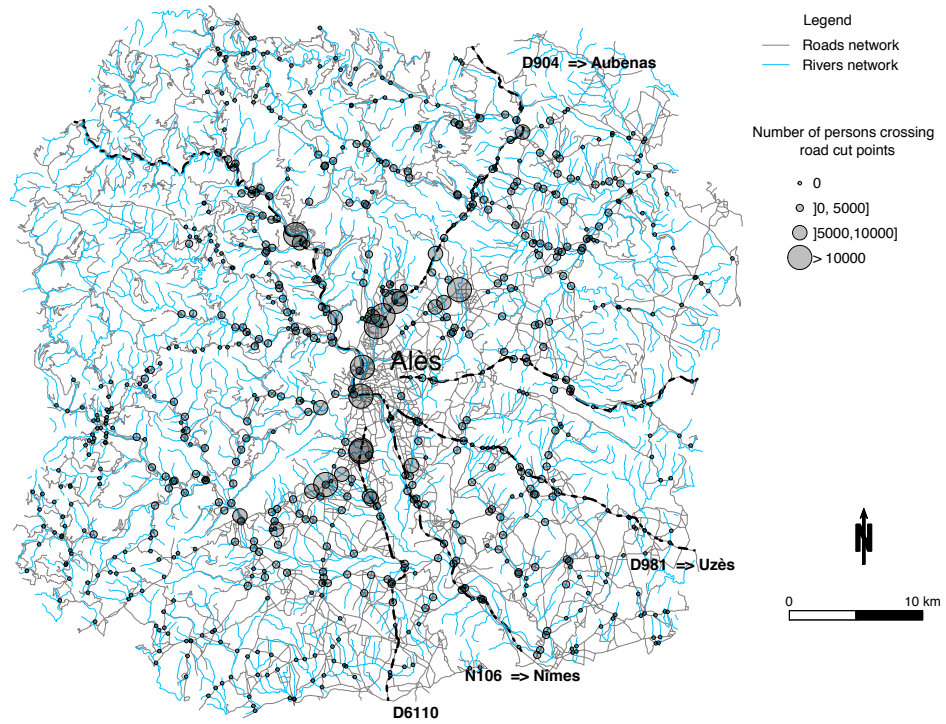 Legend
Roads network
Rivers network
D904 => Aubenas
Number of persons crossing
road cut points
0
]0, 5000]
]5000,10000]
> 10000
Alès
N
D981 => Uzès
0 10 km
N106 => Nîmes
D6110